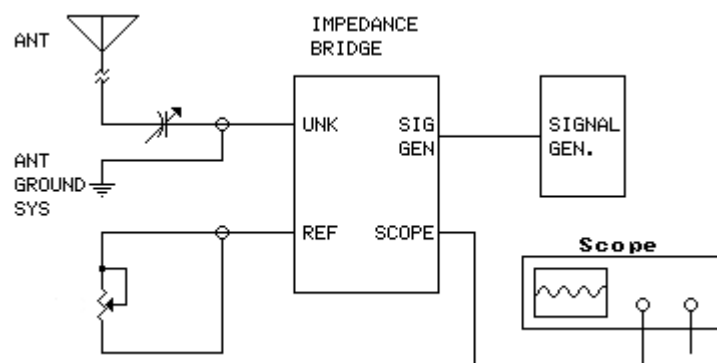 ANT
IMPEDANCE
BRIDGE
UNK
SIG
GEN
SIGNAL
GEN.
ANT
GROUND
SYS
REF
SCOPE
Scope